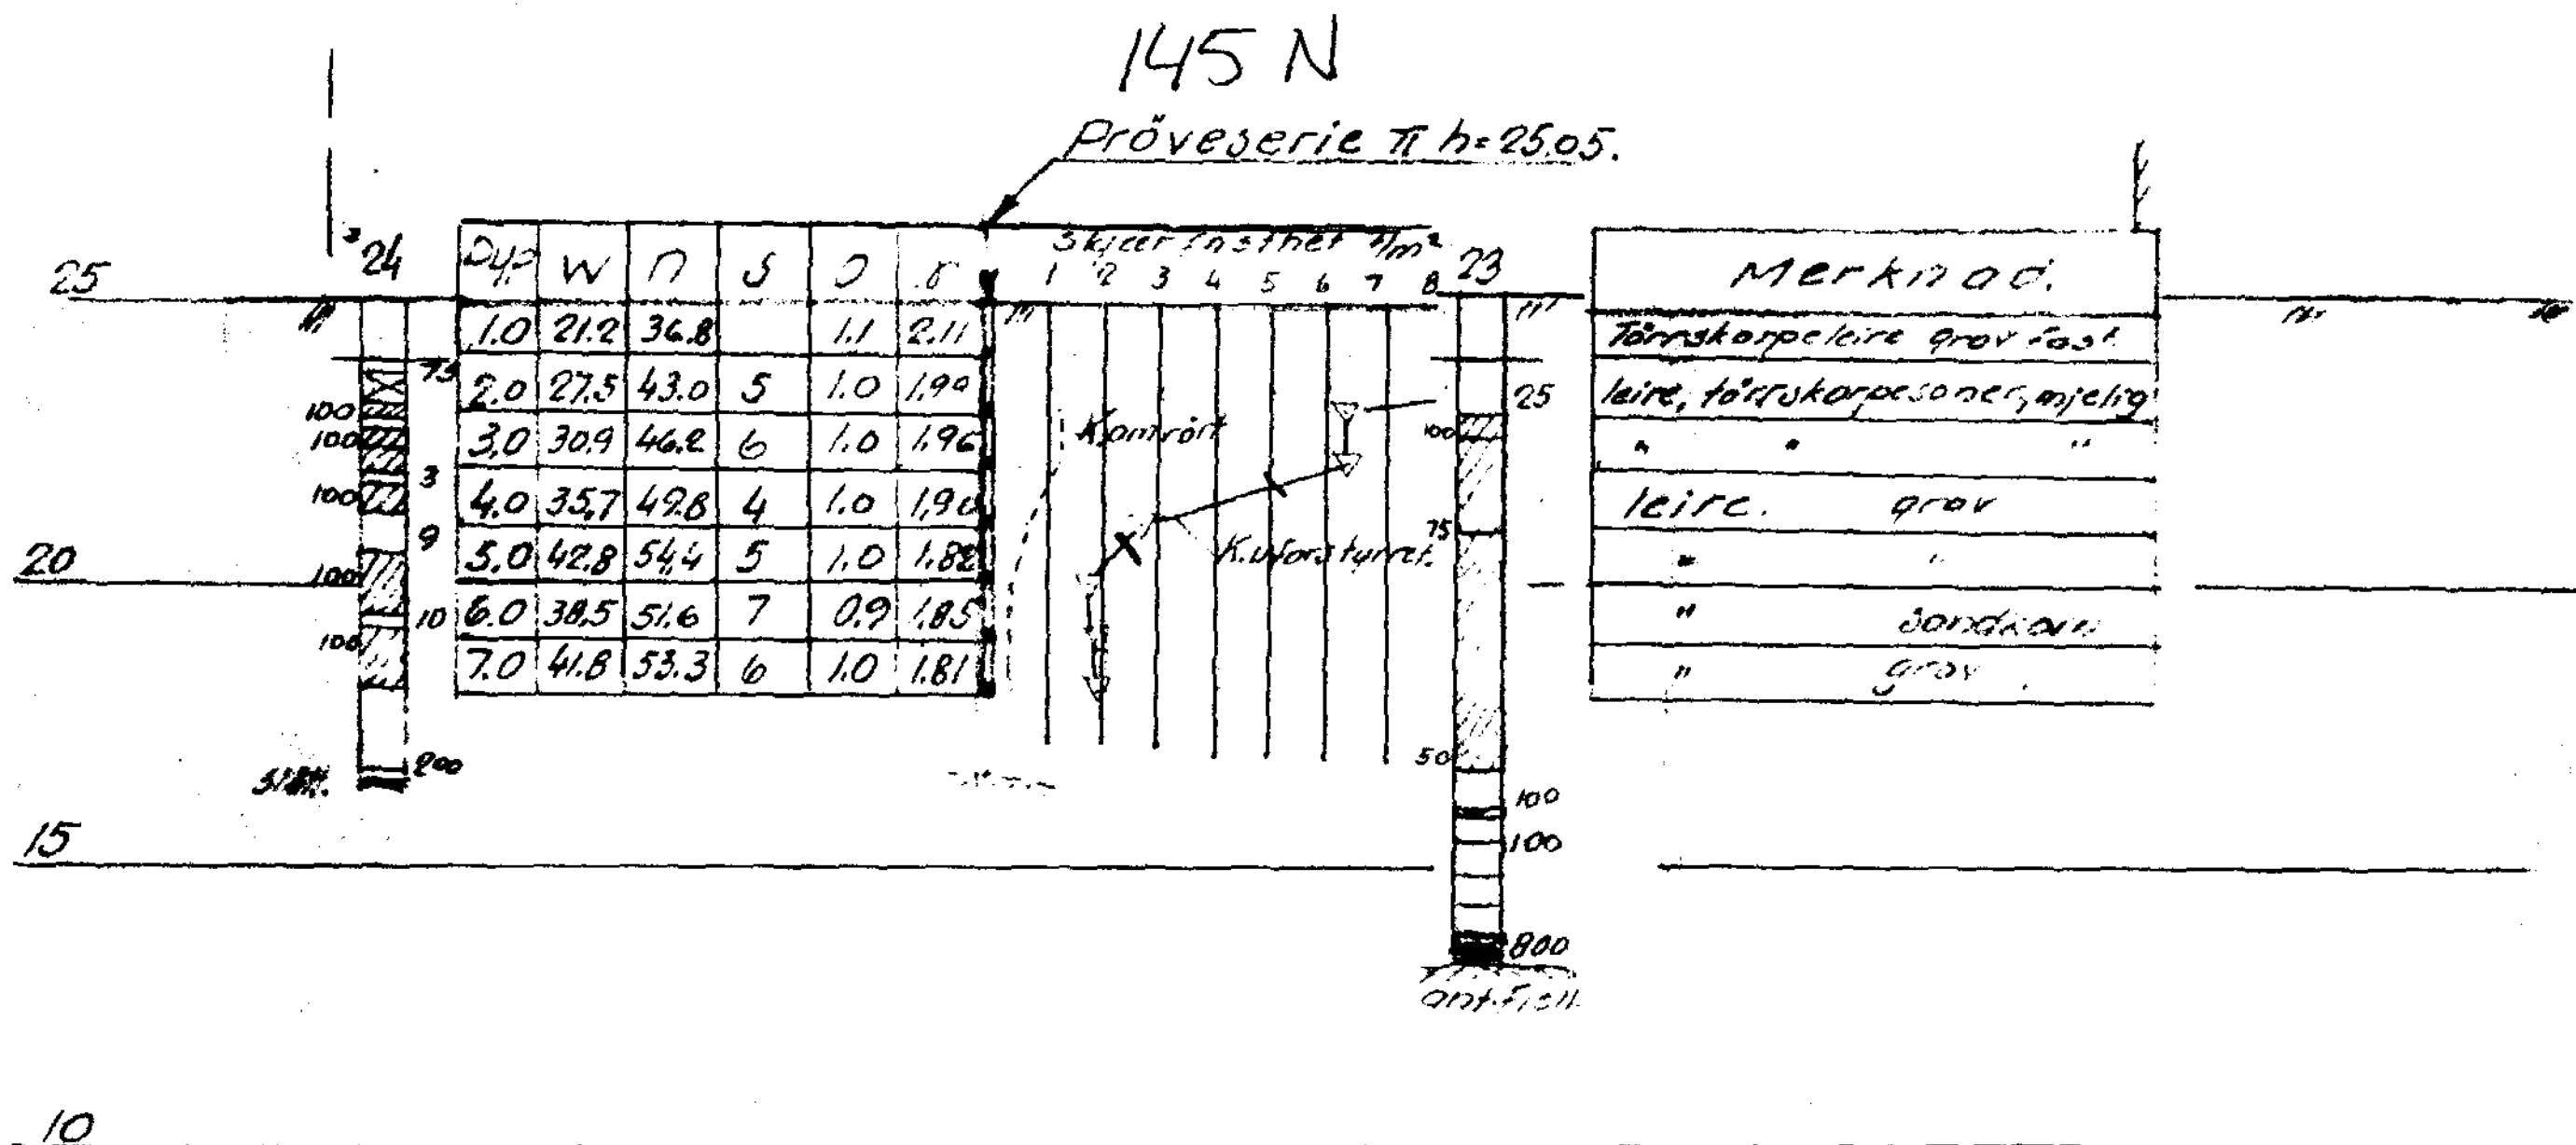 145 N
Pröveserie II h=25.05.
24
25
Dyp W n S O γ
Skjærfasthet t/m²
1 2 3 4 5 6 7 8
23
Merknad.
1.0 21.2 36.8 1.1 2.11
Törrskorpeleire grov fast
75
2.0 27.5 43.0 5 1.0 1.99
25
leire, törrskorpesoner, mjelig
100
100
3.0 30.9 46.2 6 1.0 1.96
K.omrört
100
" " "
3
100
4.0 35.7 49.8 4 1.0 1.90
leire. grov
9
75
20
100
5.0 42.8 54.4 5 1.0 1.82
K.uforstyrret.
" "
10
100
6.0 38.5 51.6 7 0.9 1.85
" sandkorn
7.0 41.8 53.3 6 1.0 1.81
" grov
200
50
100
15
100
800
ant.fjell.
10